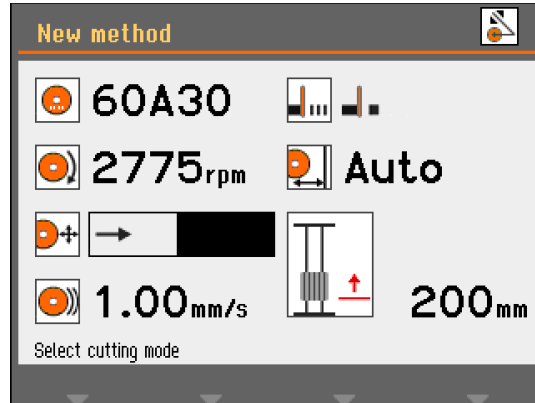 New method
60A30
2775rpm
Auto
1.00mm/s
200mm
Select cutting mode